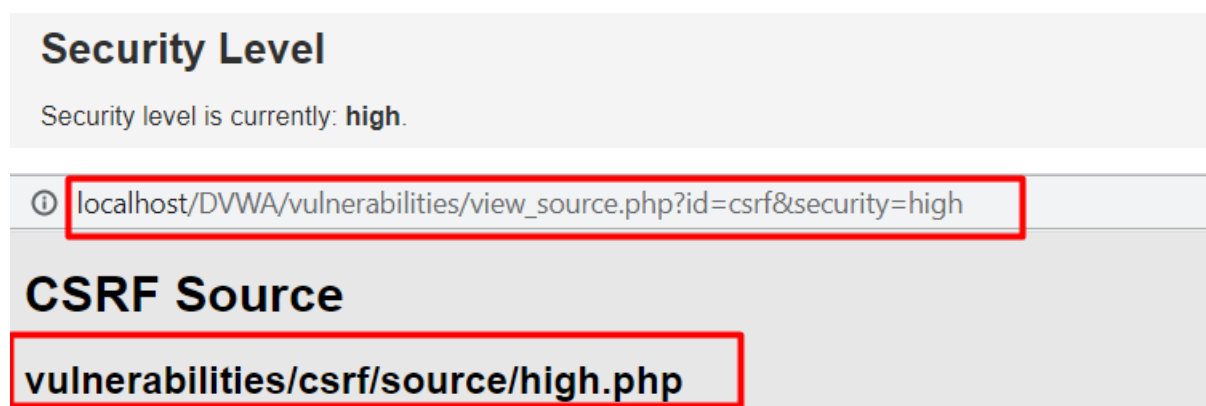 Security Level
Security level is currently: high.
localhost/DVWA/vulnerabilities/view_source.php?id=csrf&security=high
CSRF Source
vulnerabilities/csrf/source/high.php